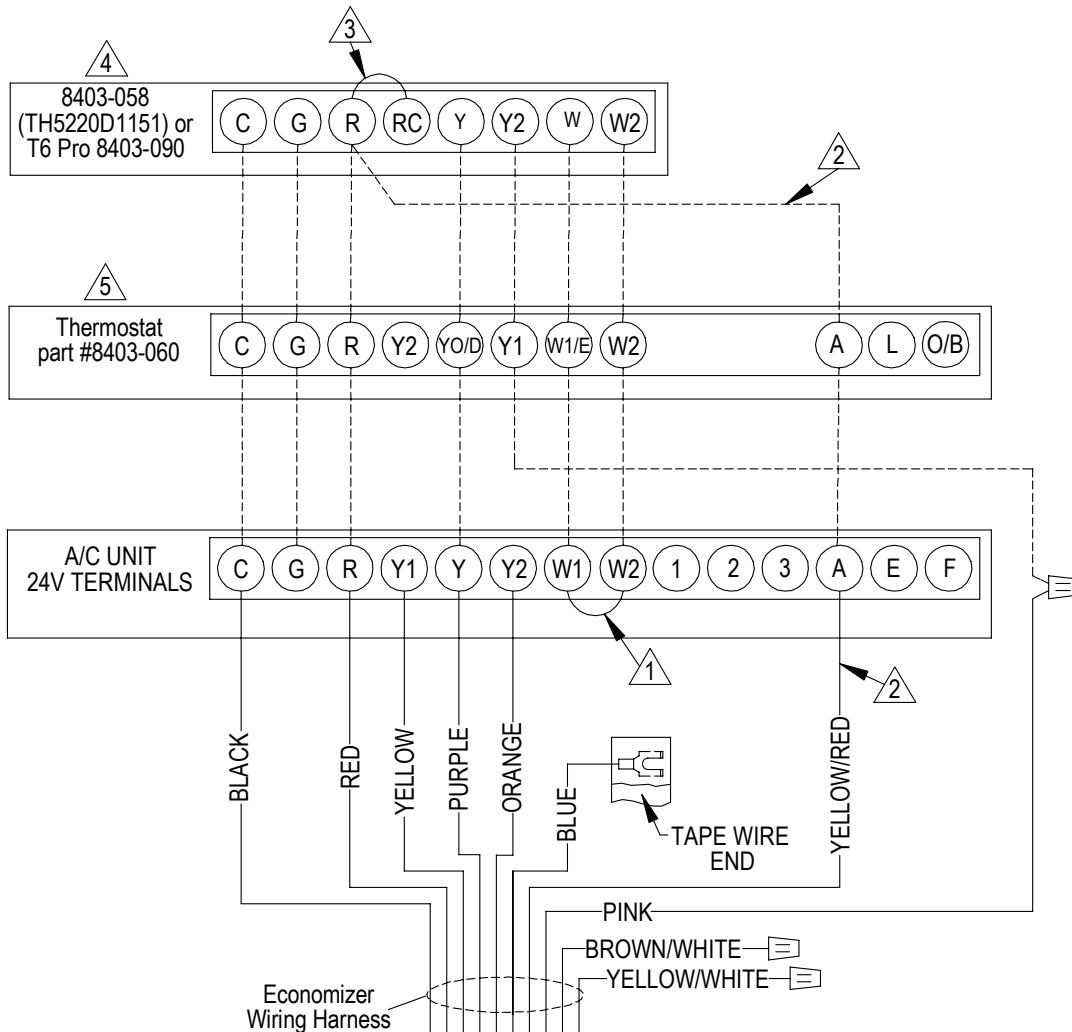 3
4
8403-058
(TH5220D1151) or
T6 Pro 8403-090
C G R RC Y Y2 W W2
2
5
Thermostat
part #8403-060
C G R Y2 YO/D Y1 W1/E W2 A L O/B
A/C UNIT
24V TERMINALS
C G R Y1 Y Y2 W1 W2 1 2 3 A E F
1
2
BLACK
RED
YELLOW
PURPLE
ORANGE
BLUE
YELLOW/RED
TAPE WIRE
END
PINK
BROWN/WHITE
YELLOW/WHITE
Economizer
Wiring Harness